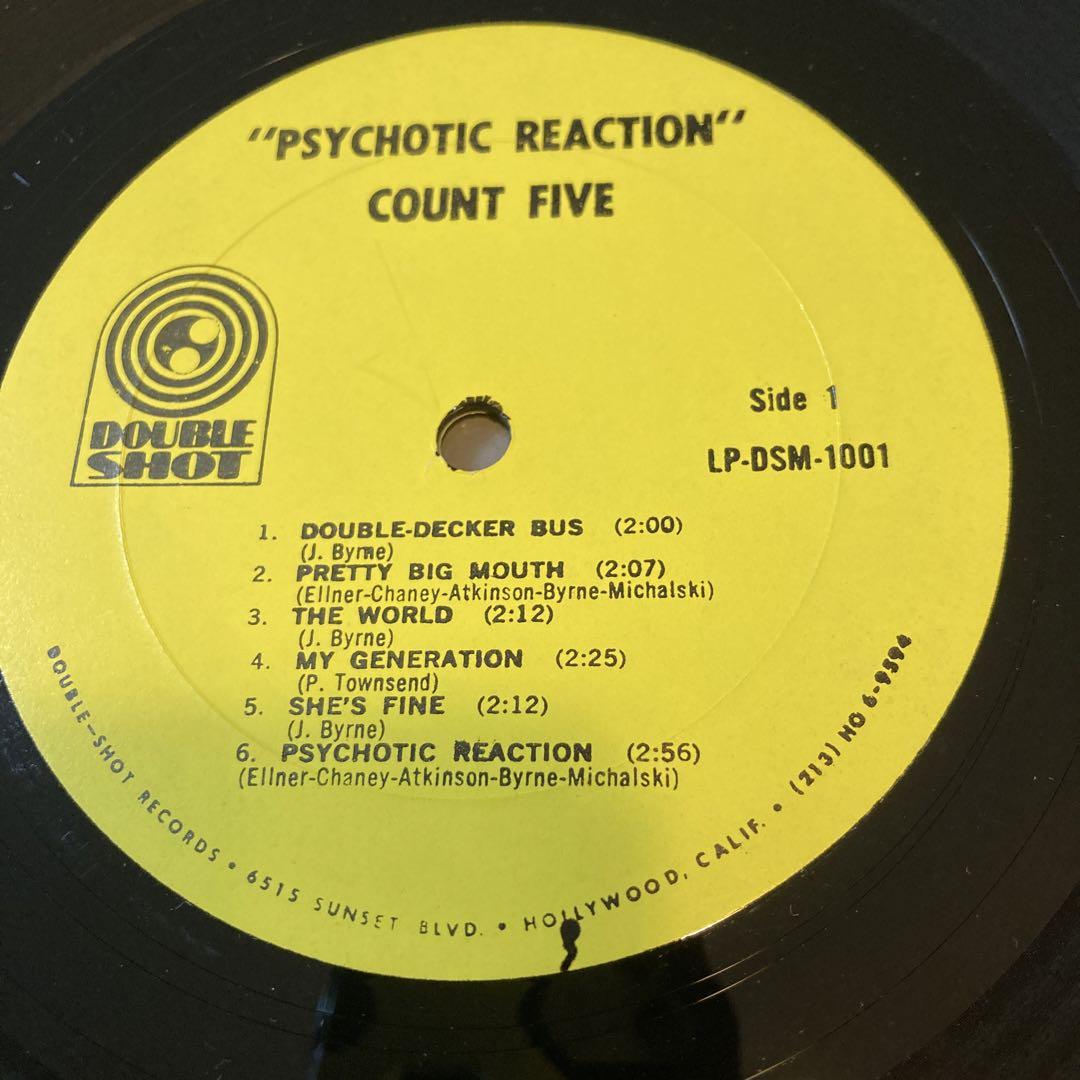 "PSYCHOTIC REACTION"
COUNT FIVE
DOUBLE
SHOT
Side 1
LP-DSM-1001
1. DOUBLE-DECKER BUS (2:00)
(J. Byrne)
2. PRETTY BIG MOUTH (2:07)
(Ellner-Chaney-Atkinson-Byrne-Michalski)
3. THE WORLD (2:12)
(J. Byrne)
4. MY GENERATION (2:25)
(P. Townsend)
5. SHE'S FINE (2:12)
(J. Byrne)
6. PSYCHOTIC REACTION (2:56)
(Ellner-Chaney-Atkinson-Byrne-Michalski)
DOUBLE-SHOT RECORDS • 6515 SUNSET BLVD. • HOLLYWOOD, CALIF. • (213) HO 6-9594